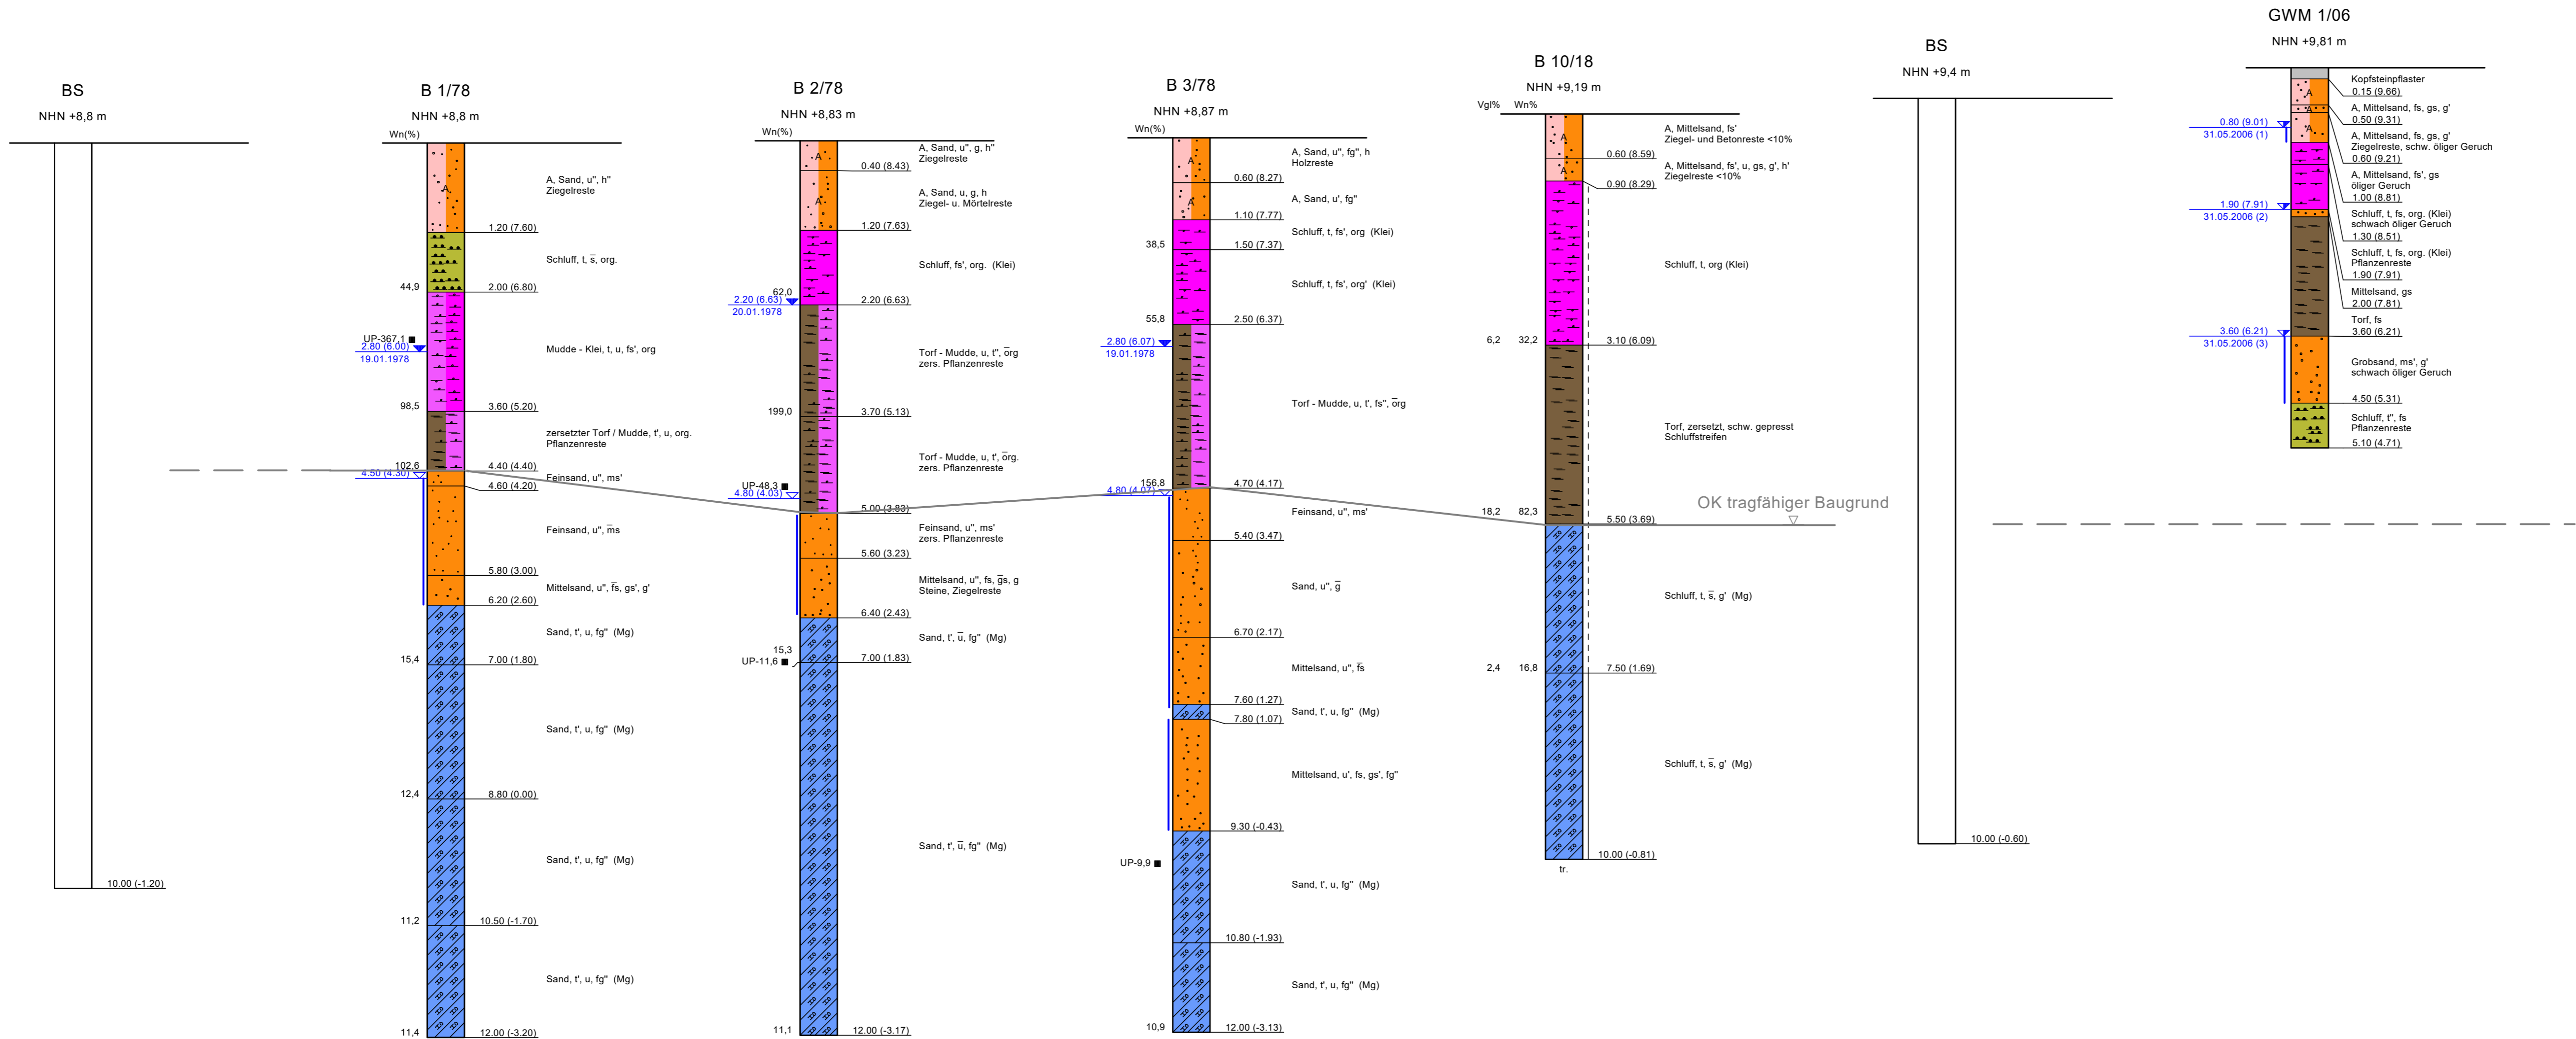 BS
NHN +8,8 m
10.00 (-1.20)
B 1/78
NHN +8,8 m
Wn(%)
A
A, Sand, u", h"
Ziegelreste
1.20 (7.60)
Schluff, t, s̅, org.
44,9
2.00 (6.80)
UP-367,1
2.80 (6.00)
19.01.1978
Mudde - Klei, t, u, fs', org
98,5
3.60 (5.20)
zersetzter Torf / Mudde, t', u, org.
Pflanzenreste
102,6
4.40 (4.40)
4.50 (4.30)
Feinsand, u", ms'
4.60 (4.20)
Feinsand, u", m̅s
5.80 (3.00)
Mittelsand, u", f̅s, gs', g'
6.20 (2.60)
Sand, t', u, fg" (Mg)
15,4
7.00 (1.80)
Sand, t', u, fg" (Mg)
12,4
8.80 (0.00)
Sand, t', u, fg" (Mg)
11,2
10.50 (-1.70)
Sand, t', u, fg" (Mg)
11,4
12.00 (-3.20)
B 2/78
NHN +8,83 m
Wn(%)
A
A, Sand, u", g, h"
Ziegelreste
0.40 (8.43)
A
A, Sand, u, g, h
Ziegel- u. Mörtelreste
1.20 (7.63)
Schluff, fs', org. (Klei)
62,0
2.20 (6.63)
2.20 (6.63)
20.01.1978
Torf - Mudde, u, t", o̅rg
zers. Pflanzenreste
199,0
3.70 (5.13)
Torf - Mudde, u, t', o̅rg.
zers. Pflanzenreste
UP-48,3
4.80 (4.03)
5.00 (3.83)
Feinsand, u", ms'
zers. Pflanzenreste
5.60 (3.23)
Mittelsand, u", fs, g̅s, g
Steine, Ziegelreste
6.40 (2.43)
Sand, t', u̅, fg" (Mg)
15,3
UP-11,6
7.00 (1.83)
Sand, t', u̅, fg" (Mg)
11,1
12.00 (-3.17)
B 3/78
NHN +8,87 m
Wn(%)
A
A, Sand, u", fg", h
Holzreste
0.60 (8.27)
A
A, Sand, u', fg"
1.10 (7.77)
Schluff, t, fs', org (Klei)
38,5
1.50 (7.37)
Schluff, t, fs', org' (Klei)
55,8
2.50 (6.37)
2.80 (6.07)
19.01.1978
Torf - Mudde, u, t', fs", o̅rg
156,8
4.70 (4.17)
4.80 (4.07)
Feinsand, u", ms'
5.40 (3.47)
Sand, u", g̅
6.70 (2.17)
Mittelsand, u", f̅s
7.60 (1.27)
Sand, t', u, fg" (Mg)
7.80 (1.07)
Mittelsand, u', fs, gs', fg"
9.30 (-0.43)
UP-9,9
Sand, t', u, fg" (Mg)
10.80 (-1.93)
Sand, t', u, fg" (Mg)
10,9
12.00 (-3.13)
B 10/18
NHN +9,19 m
Vgl% Wn%
A
A, Mittelsand, fs'
Ziegel- und Betonreste <10%
0.60 (8.59)
A
A, Mittelsand, fs', u, gs, g', h'
Ziegelreste <10%
0.90 (8.29)
Schluff, t, org (Klei)
6,2 32,2
3.10 (6.09)
Torf, zersetzt, schw. gepresst
Schluffstreifen
18,2 82,3
5.50 (3.69)
OK tragfähiger Baugrund
Schluff, t, s̅, g' (Mg)
2,4 16,8
7.50 (1.69)
Schluff, t, s̅, g' (Mg)
10.00 (-0.81)
tr.
BS
NHN +9,4 m
10.00 (-0.60)
GWM 1/06
NHN +9,81 m
Kopfsteinpflaster
0.15 (9.66)
A
A, Mittelsand, fs, gs, g'
0.50 (9.31)
A
A, Mittelsand, fs, gs, g'
Ziegelreste, schw. öliger Geruch
0.60 (9.21)
A
0.80 (9.01)
31.05.2006 (1)
A, Mittelsand, fs', gs
öliger Geruch
1.00 (8.81)
Schluff, t, fs, org. (Klei)
schwach öliger Geruch
1.30 (8.51)
Schluff, t, fs, org. (Klei)
Pflanzenreste
1.90 (7.91)
1.90 (7.91)
31.05.2006 (2)
Mittelsand, gs
2.00 (7.81)
Torf, fs
3.60 (6.21)
3.60 (6.21)
31.05.2006 (3)
Grobsand, ms', g'
schwach öliger Geruch
4.50 (5.31)
Schluff, t", fs
Pflanzenreste
5.10 (4.71)